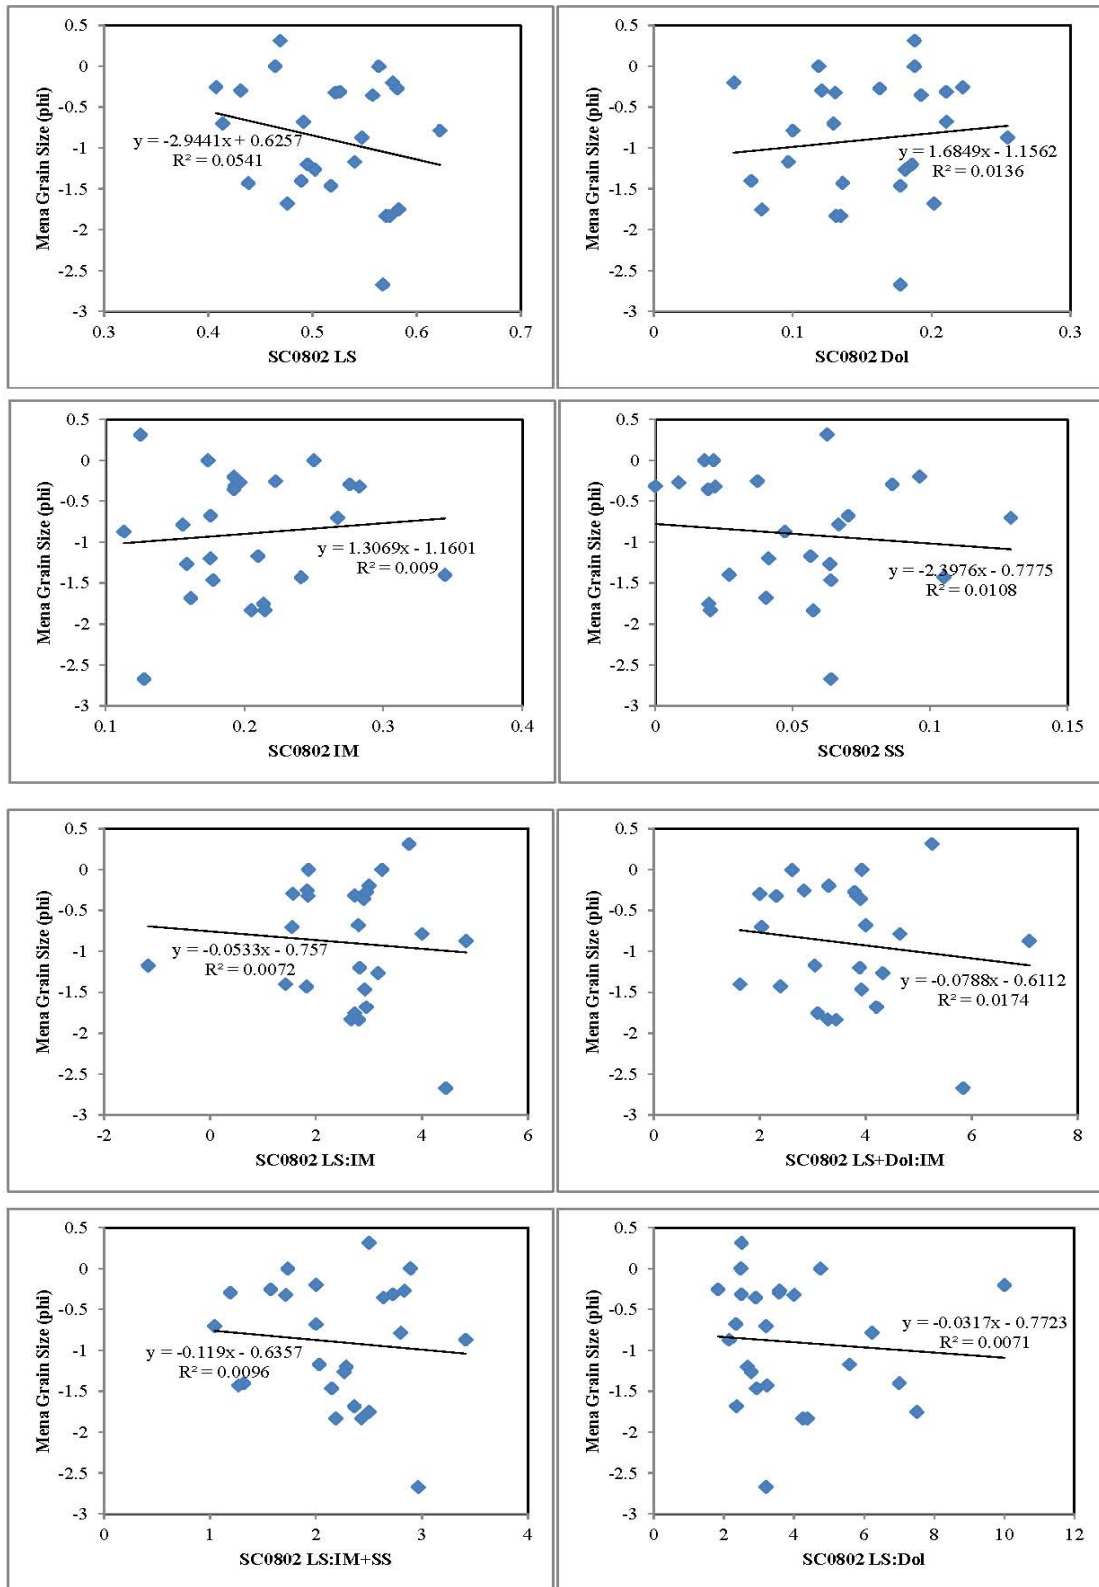 0.5
0
-0.5
-1
-1.5
-2
-2.5
-3
Mena Grain Size (phi)
y = -2.9441x + 0.6257
R² = 0.0541
0.3 0.4 0.5 0.6 0.7
SC0802 LS
0.5
0
-0.5
-1
-1.5
-2
-2.5
-3
Mena Grain Size (phi)
y = 1.6849x - 1.1562
R² = 0.0136
0 0.1 0.2 0.3
SC0802 Dol
0.5
0
-0.5
-1
-1.5
-2
-2.5
-3
Mena Grain Size (phi)
y = 1.3069x - 1.1601
R² = 0.009
0.1 0.2 0.3 0.4
SC0802 IM
0.5
0
-0.5
-1
-1.5
-2
-2.5
-3
Mena Grain Size (phi)
y = -2.3976x - 0.7775
R² = 0.0108
0 0.05 0.1 0.15
SC0802 SS
0.5
0
-0.5
-1
-1.5
-2
-2.5
-3
Mena Grain Size (phi)
y = -0.0533x - 0.757
R² = 0.0072
-2 0 2 4 6
SC0802 LS:IM
0.5
0
-0.5
-1
-1.5
-2
-2.5
-3
Mena Grain Size (phi)
y = -0.0788x - 0.6112
R² = 0.0174
0 2 4 6 8
SC0802 LS+Dol:IM
0.5
0
-0.5
-1
-1.5
-2
-2.5
-3
Mena Grain Size (phi)
y = -0.119x - 0.6357
R² = 0.0096
0 1 2 3 4
SC0802 LS:IM+SS
0.5
0
-0.5
-1
-1.5
-2
-2.5
-3
Mena Grain Size (phi)
y = -0.0317x - 0.7723
R² = 0.0071
0 2 4 6 8 10 12
SC0802 LS:Dol